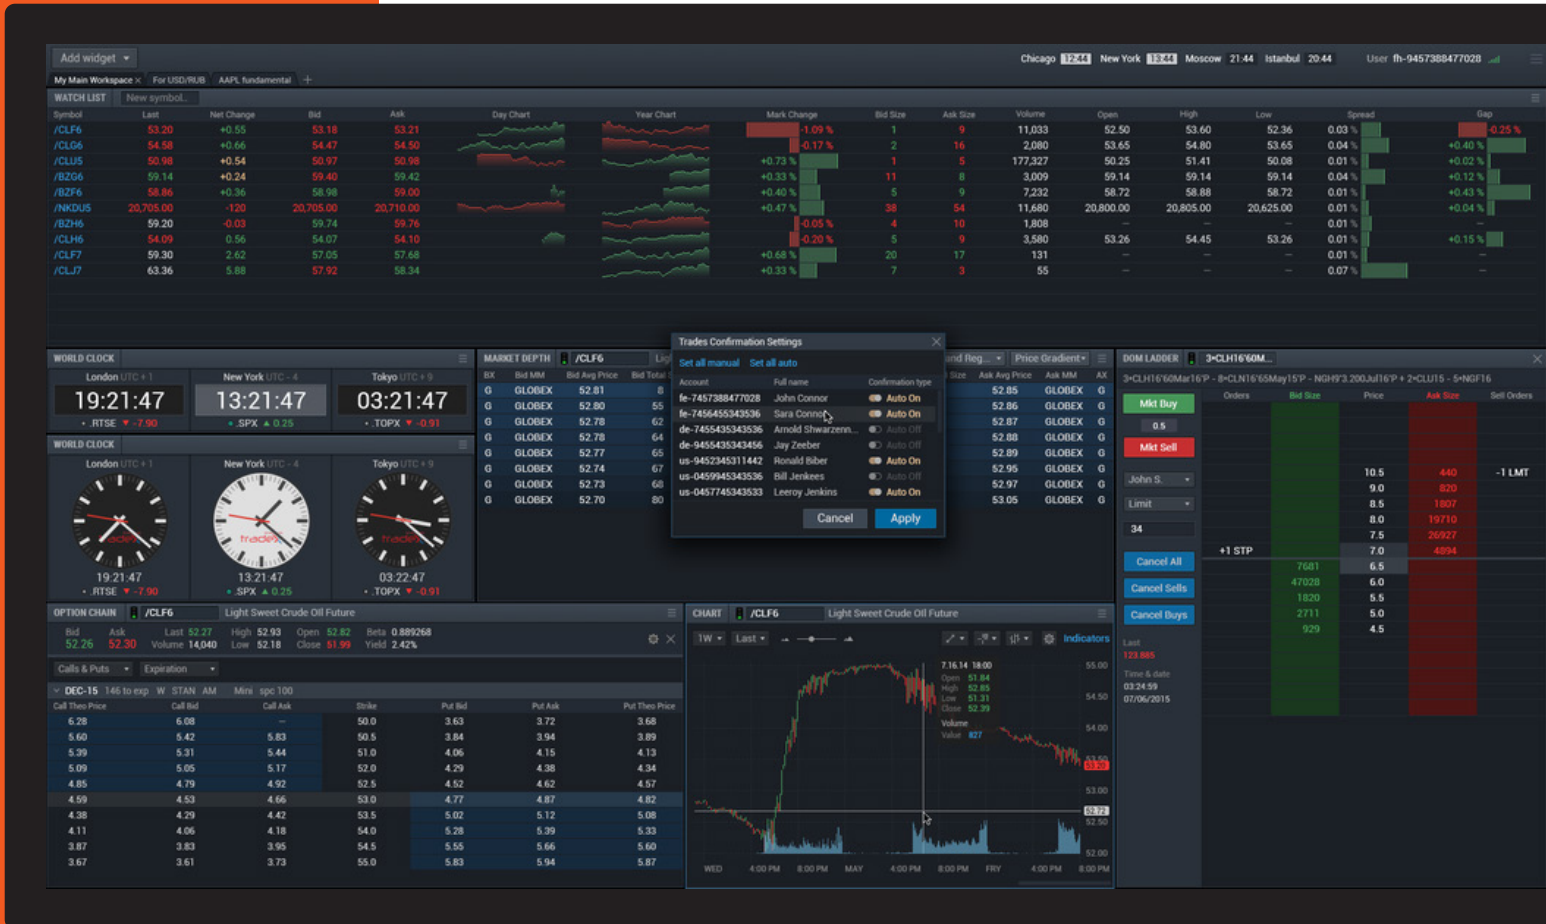 Add widget
Chicago 12:44 New York 13:44 Moscow 21:44 Istanbul 20:44 User fh-9457388477028
My Main Workspace × For USD/RUB AAPL fundamental +
WATCH LIST New symbol..
Symbol Last Net Change Bid Ask Day Chart Year Chart Mark Change Bid Size Ask Size Volume Open High Low Spread Gap
/CLF6 53.20 +0.55 53.18 53.21 -1.09 % 1 9 11,033 52.50 53.60 52.36 0.03 % -0.25 %
/CLG6 54.58 +0.66 54.47 54.50 -0.17 % 2 16 2,080 53.65 54.80 53.65 0.04 % +0.40 %
/CLU5 50.98 +0.54 50.97 50.98 +0.73 % 1 5 177,327 50.25 51.41 50.08 0.01 % +0.02 %
/BZG6 59.14 +0.24 59.40 59.42 +0.33 % 11 8 3,009 59.14 59.14 59.14 0.04 % +0.12 %
/BZF6 58.86 +0.36 58.98 59.00 +0.40 % 5 9 7,232 58.72 58.88 58.72 0.01 % +0.43 %
/NKDU5 20,705.00 -120 20,705.00 20,710.00 +0.47 % 38 54 11,680 20,800.00 20,805.00 20,625.00 0.01 % +0.04 %
/BZH6 59.20 -0.03 59.74 59.76 -0.05 % 4 10 1,808 – – – 0.01 % –
/CLH6 54.09 0.56 54.07 54.10 -0.20 % 5 9 3,580 53.26 54.45 53.26 0.01 % +0.15 %
/CLF7 59.30 2.62 57.05 57.68 +0.68 % 20 17 131 – – – 0.01 % –
/CLJ7 63.36 5.88 57.92 58.34 +0.33 % 7 3 55 – – – 0.07 % –
WORLD CLOCK
London UTC + 1 New York UTC - 4 Tokyo UTC + 9
19:21:47 13:21:47 03:21:47
.RTSE ▼ -7.90 .SPX ▲ 0.25 .TOPX ▼ -0.91
WORLD CLOCK
London UTC + 1 New York UTC - 4 Tokyo UTC + 9
19:21:47 13:21:47 03:22:47
.RTSE ▼ -7.90 .SPX ▲ 0.25 .TOPX ▼ -0.91
MARKET DEPTH /CLF6
Price Gradient
BX Bid MM Bid Avg Price Bid Total Size Ask Avg Price Ask MM AX
G GLOBEX 52.81 8 52.85 GLOBEX G
G GLOBEX 52.80 55 52.86 GLOBEX G
G GLOBEX 52.78 62 52.87 GLOBEX G
G GLOBEX 52.78 64 52.88 GLOBEX G
G GLOBEX 52.77 65 52.89 GLOBEX G
G GLOBEX 52.74 67 52.95 GLOBEX G
G GLOBEX 52.73 68 52.97 GLOBEX G
G GLOBEX 52.70 80 53.05 GLOBEX G
Trades Confirmation Settings
Set all manual Set all auto
Account Full name Confirmation type
fe-7457388477028 John Connor Auto On
fe-7456455343536 Sara Connor Auto On
de-7455435343536 Arnold Shwarzenn... Auto Off
de-9455435343456 Jay Zeeber Auto Off
us-9452345311442 Ronald Biber Auto On
us-0459945343536 Bill Jenkees Auto Off
us-0457745343533 Leeroy Jenkins Auto On
Cancel Apply
DOM LADDER 3•CLH16'60M...
3•CLH16'60Mar16'P - 8•CLN16'65May15'P - NGH9'3.200Jul16'P + 2•CLU15 - 5•NGF16
Orders Bid Size Price Ask Size Sell Orders
Mkt Buy
0.5
Mkt Sell
John S.
Limit
34
Cancel All
Cancel Sells
Cancel Buys
Last
123.885
Time & date
03:24:59
07/06/2015
10.5 440 -1 LMT
9.0 820
8.5 1807
8.0 19710
7.5 26927
+1 STP 7.0 4894
7681 6.5
47028 6.0
1820 5.5
2711 5.0
929 4.5
OPTION CHAIN /CLF6 Light Sweet Crude Oil Future
Bid Ask Last 52.27 High 52.93 Open 52.82 Beta 0.889268
52.26 52.30 Volume 14,040 Low 52.18 Close 51.99 Yield 2.42%
Calls & Puts Expiration
DEC-15 146 to exp W STAN AM Mini spc 100
Call Theo Price Call Bid Call Ask Strike Put Bid Put Ask Put Theo Price
6.28 6.08 – 50.0 3.63 3.72 3.68
5.60 5.42 5.83 50.5 3.84 3.94 3.89
5.39 5.31 5.44 51.0 4.06 4.15 4.13
5.09 5.05 5.17 52.0 4.29 4.38 4.34
4.85 4.79 4.92 52.5 4.52 4.62 4.57
4.59 4.53 4.66 53.0 4.77 4.87 4.82
4.38 4.29 4.42 53.5 5.02 5.12 5.08
4.11 4.06 4.18 54.0 5.28 5.39 5.33
3.87 3.83 3.95 54.5 5.55 5.66 5.60
3.67 3.61 3.73 55.0 5.83 5.94 5.87
CHART /CLF6 Light Sweet Crude Oil Future
1W Last Indicators
7.16.14 18:00
Open 51.84
High 52.85
Low 51.31
Close 52.39
Volume
Value 827
55.00
54.50
54.00
53.20
53.00
52.72
52.50
52.00
WED 4:00 PM 8:00 PM MAY 4:00 PM 8:00 PM FRY 4:00 PM 8:00 PM